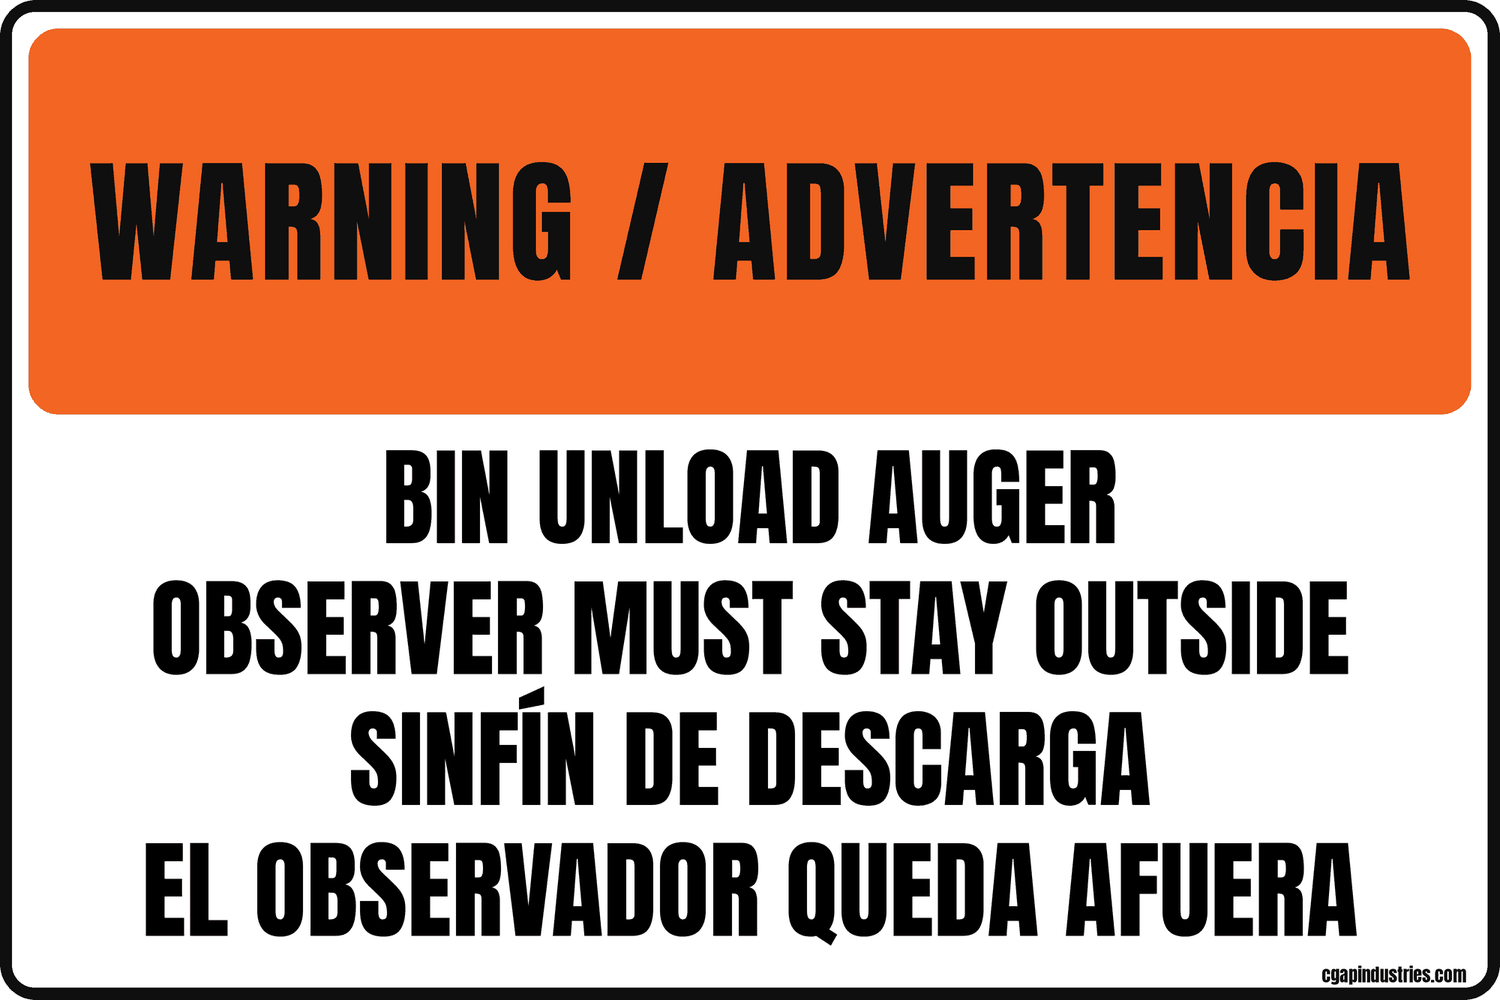 WARNING / ADVERTENCIA
BIN UNLOAD AUGER
OBSERVER MUST STAY OUTSIDE
SINFÍN DE DESCARGA
EL OBSERVADOR QUEDA AFUERA
cgapindustries.com